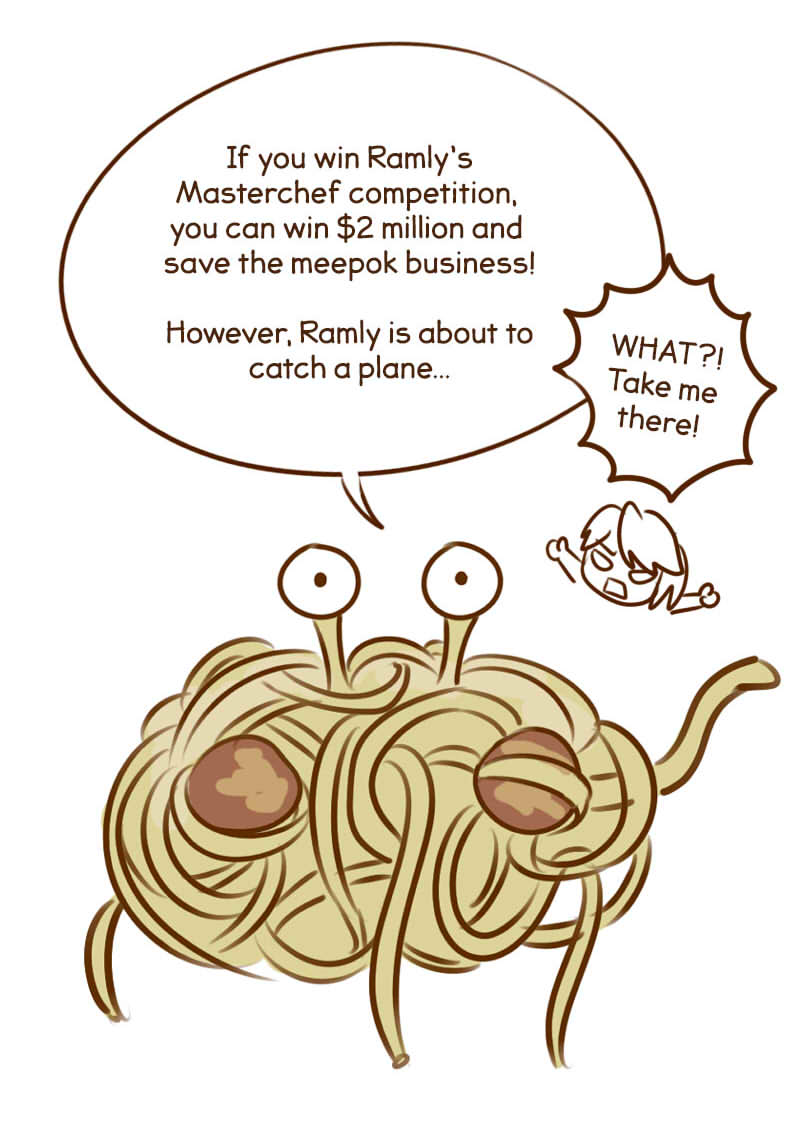 If you win Ramly's
Masterchef competition,
you can win $2 million and
save the meepok business!
However, Ramly is about to
catch a plane...
WHAT?!
Take me
there!